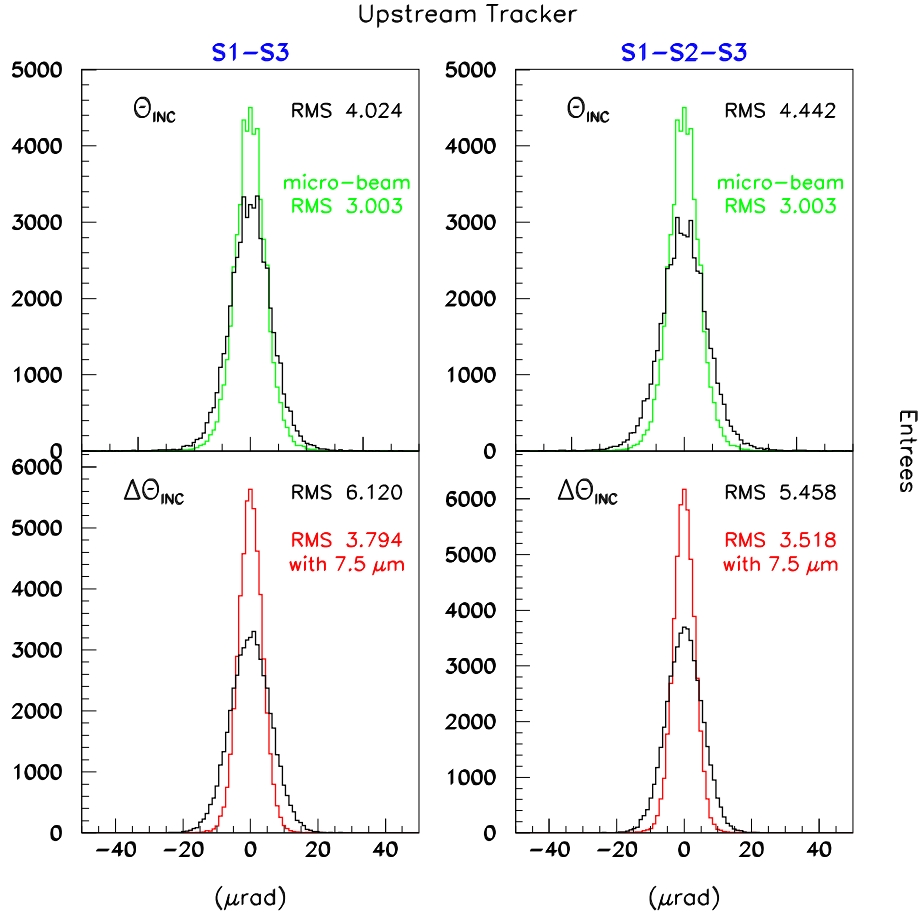 Upstream Tracker
S1-S3
S1-S2-S3
5000
4000
3000
2000
1000
0
Θ_INC
RMS 4.024
micro-beam
RMS 3.003
5000
4000
3000
2000
1000
0
Θ_INC
RMS 4.442
micro-beam
RMS 3.003
6000
5000
4000
3000
2000
1000
0
ΔΘ_INC
RMS 6.120
RMS 3.794
with 7.5 μm
-40 -20 0 20 40
(μrad)
6000
5000
4000
3000
2000
1000
0
ΔΘ_INC
RMS 5.458
RMS 3.518
with 7.5 μm
-40 -20 0 20 40
(μrad)
Entrees